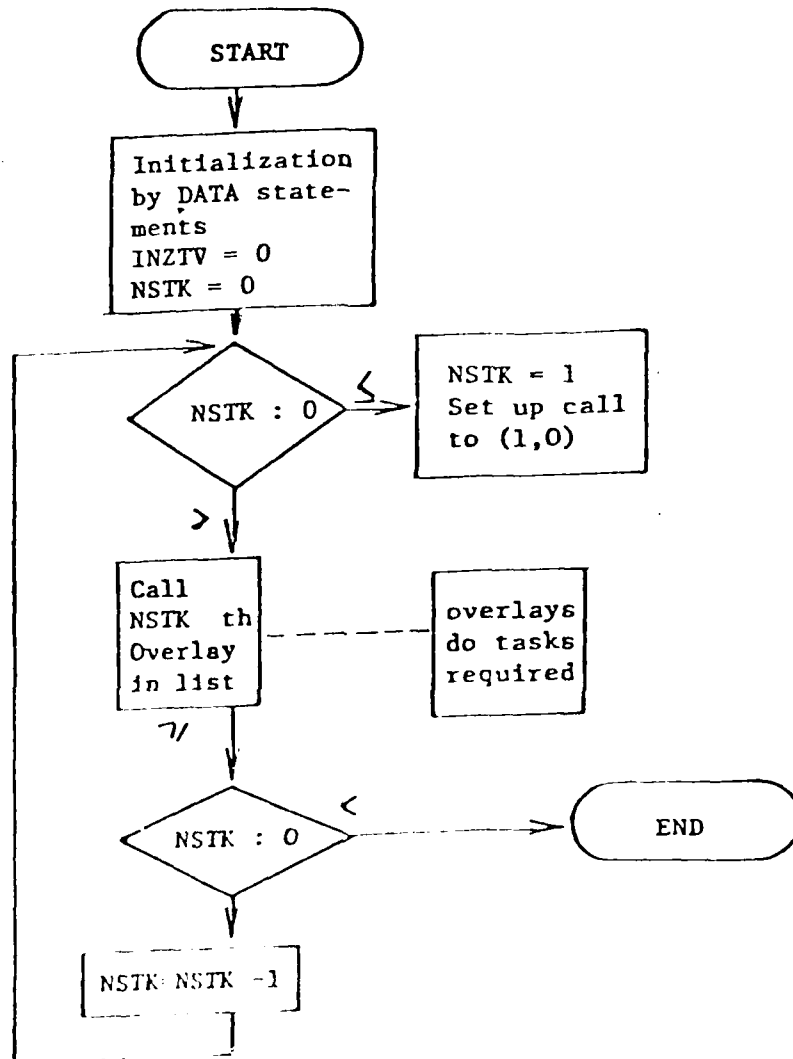 START
Initialization
by DATA state-
ments
INZTV = 0
NSTK = 0
NSTK : 0
≤
NSTK = 1
Set up call
to (1,0)
>
Call
NSTK th
Overlay
in list
overlays
do tasks
required
≥
NSTK : 0
<
END
NSTK = NSTK -1